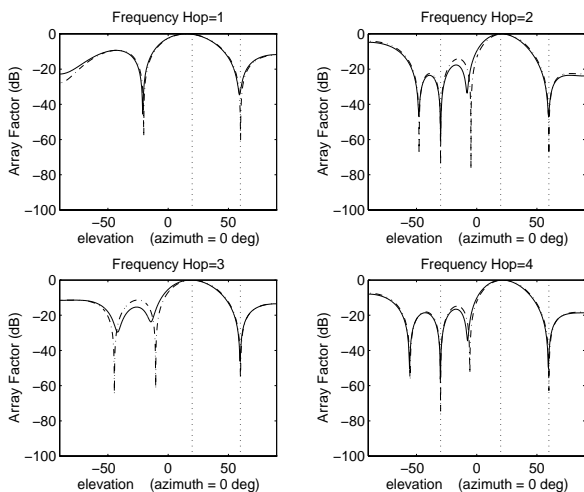 Frequency Hop=1
0
−20
−40
−60
−80
−100
Array Factor (dB)
−50 0 50
elevation (azimuth = 0 deg)
Frequency Hop=2
0
−20
−40
−60
−80
−100
Array Factor (dB)
−50 0 50
elevation (azimuth = 0 deg)
Frequency Hop=3
0
−20
−40
−60
−80
−100
Array Factor (dB)
−50 0 50
elevation (azimuth = 0 deg)
Frequency Hop=4
0
−20
−40
−60
−80
−100
Array Factor (dB)
−50 0 50
elevation (azimuth = 0 deg)